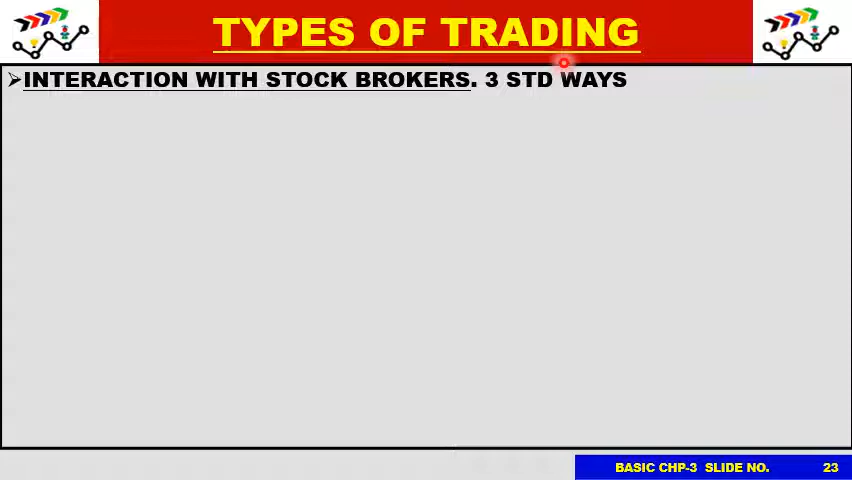 TYPES OF TRADING
➢INTERACTION WITH STOCK BROKERS. 3 STD WAYS
BASIC CHP-3 SLIDE NO. 23